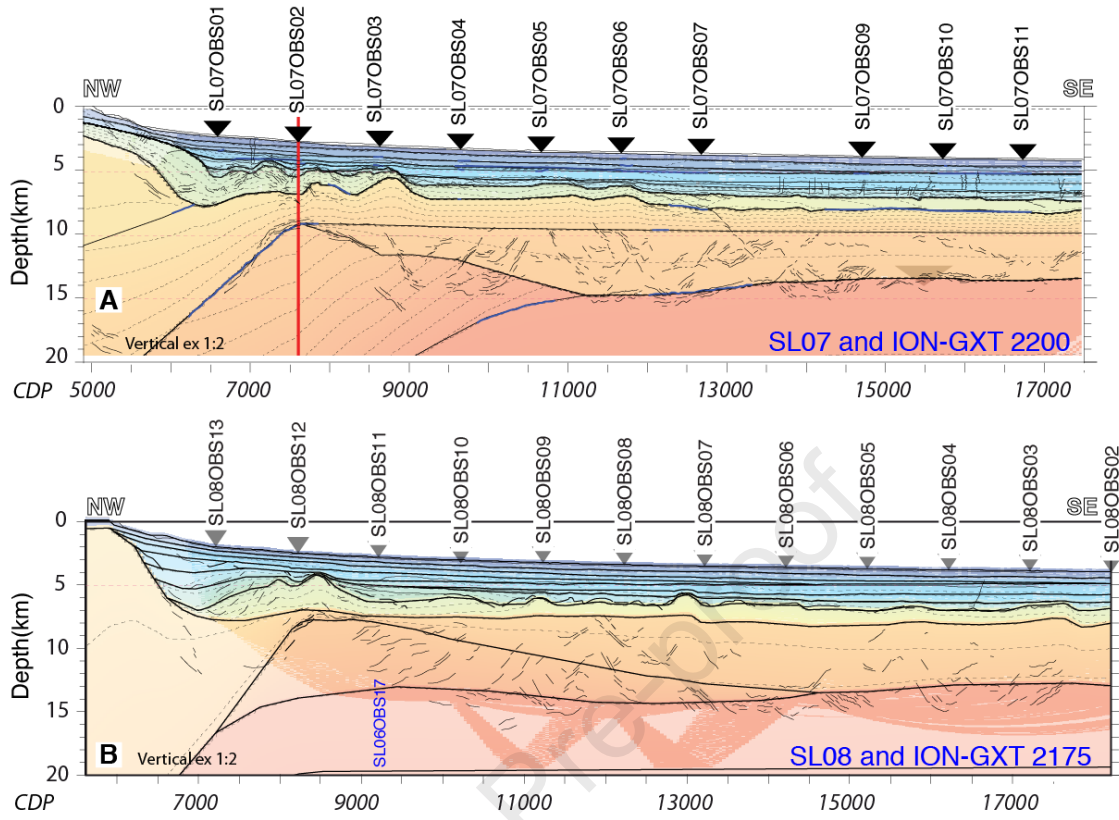 SL07OBS01
SL07OBS02
SL07OBS03
SL07OBS04
SL07OBS05
SL07OBS06
SL07OBS07
SL07OBS09
SL07OBS10
SL07OBS11
NW
SE
0
5
10
15
20
Depth(km)
A
Vertical ex 1:2
SL07 and ION-GXT 2200
CDP 5000 7000 9000 11000 13000 15000 17000
SL08OBS13
SL08OBS12
SL08OBS11
SL08OBS10
SL08OBS09
SL08OBS08
SL08OBS07
SL08OBS06
SL08OBS05
SL08OBS04
SL08OBS03
SL08OBS02
NW
SE
0
5
10
15
20
Depth(km)
SL06OBS17
B
Vertical ex 1:2
SL08 and ION-GXT 2175
CDP 7000 9000 11000 13000 15000 17000
Pre-proof